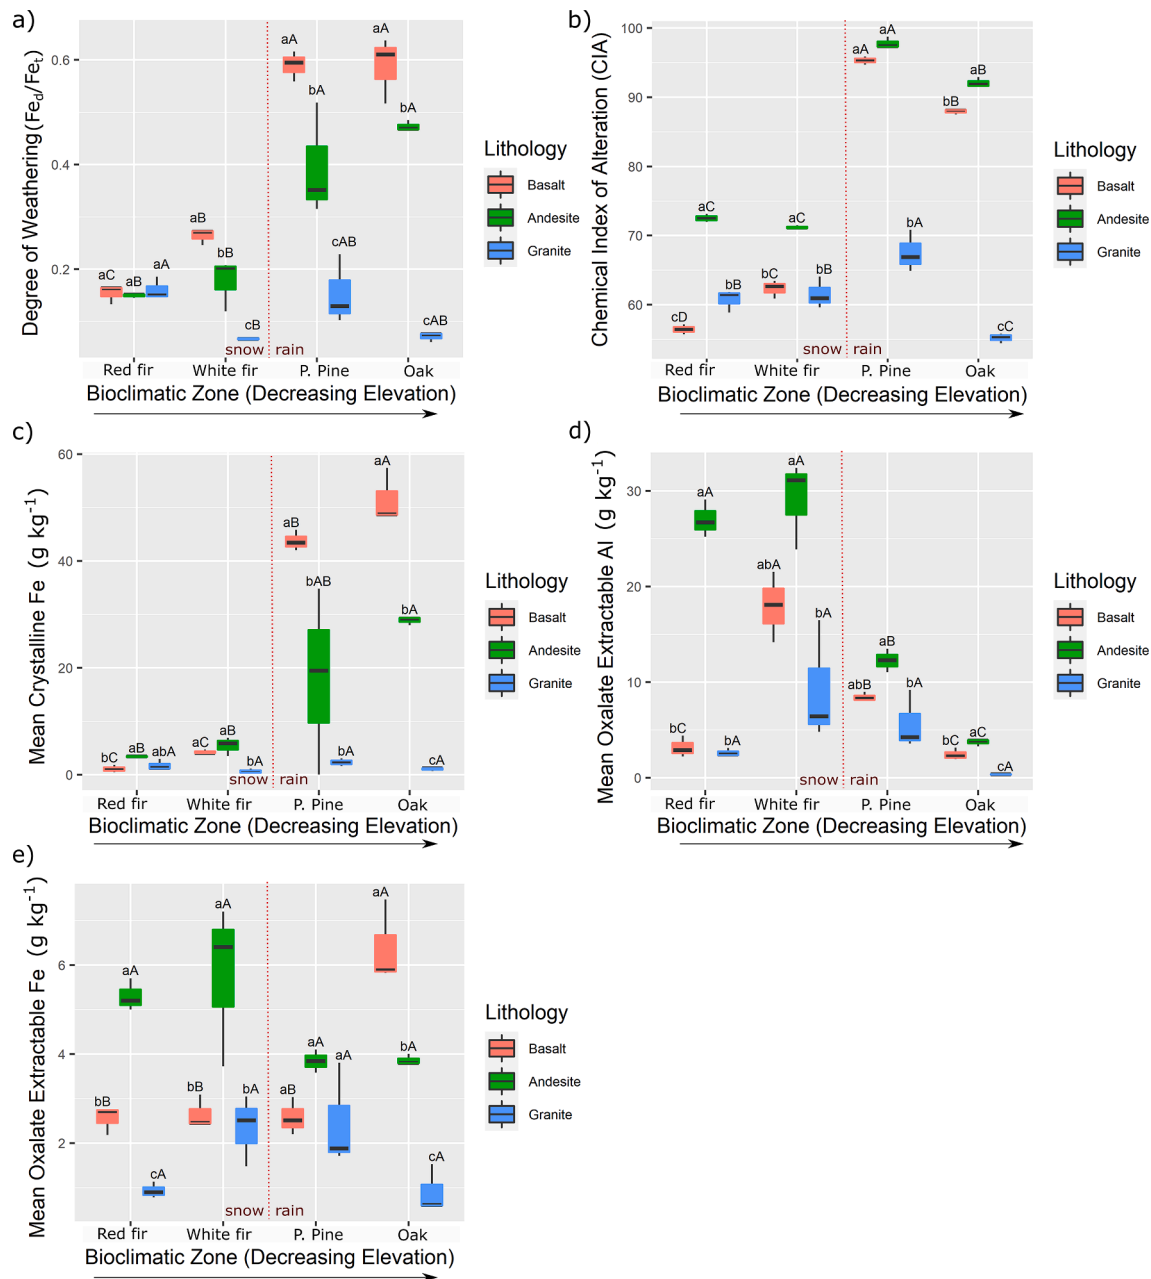 a)
Degree of Weathering (Fed/Fet)
0.6
0.4
0.2
aC
aB
aA
aB
bB
cB
aA
bA
cAB
aA
bA
cAB
snow
rain
Red fir
White fir
P. Pine
Oak
Bioclimatic Zone (Decreasing Elevation)
Lithology
Basalt
Andesite
Granite
b)
Chemical Index of Alteration (CIA)
100
90
80
70
60
cD
aC
bB
bC
aC
bB
aA
aA
bA
bB
aB
cC
snow
rain
Red fir
White fir
P. Pine
Oak
Bioclimatic Zone (Decreasing Elevation)
Lithology
Basalt
Andesite
Granite
c)
Mean Crystalline Fe (g kg-1)
60
40
20
0
bC
aB
abA
aC
aB
bA
aB
bAB
bA
aA
bA
cA
snow
rain
Red fir
White fir
P. Pine
Oak
Bioclimatic Zone (Decreasing Elevation)
Lithology
Basalt
Andesite
Granite
d)
Mean Oxalate Extractable Al (g kg-1)
30
20
10
0
bC
aA
bA
abA
aA
bA
abB
aB
bA
bC
aC
cA
snow
rain
Red fir
White fir
P. Pine
Oak
Bioclimatic Zone (Decreasing Elevation)
Lithology
Basalt
Andesite
Granite
e)
Mean Oxalate Extractable Fe (g kg-1)
6
4
2
bB
aA
cA
bB
aA
bA
aB
aA
aA
aA
bA
cA
snow
rain
Red fir
White fir
P. Pine
Oak
Bioclimatic Zone (Decreasing Elevation)
Lithology
Basalt
Andesite
Granite